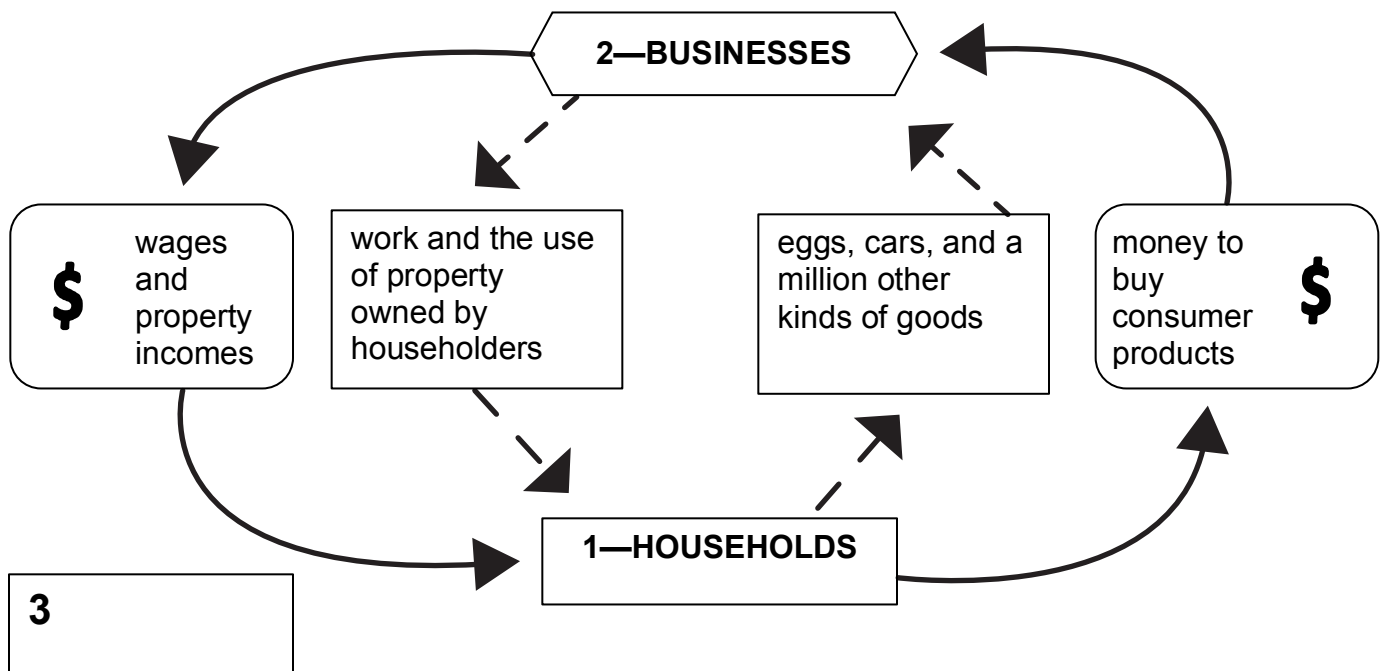 2—BUSINESSES
$
wages
and
property
incomes
work and the use
of property
owned by
householders
eggs, cars, and a
million other
kinds of goods
money to
buy
consumer
products
$
1—HOUSEHOLDS
3